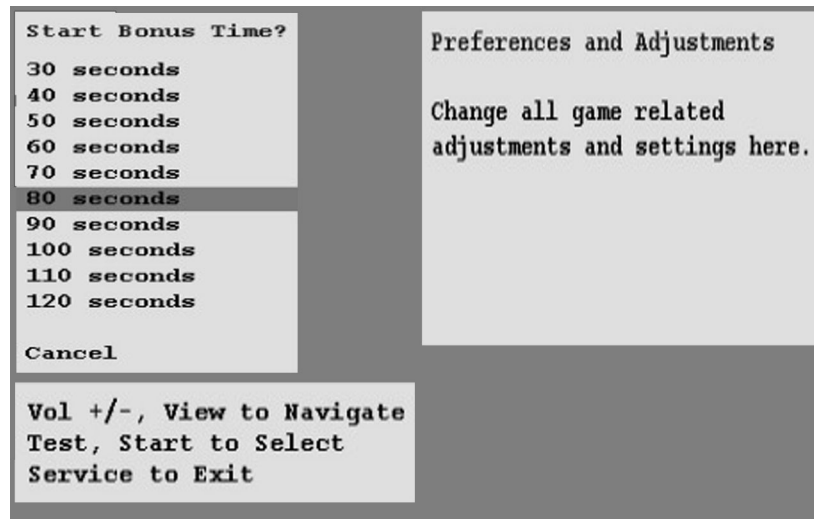 Start Bonus Time?
30 seconds
40 seconds
50 seconds
60 seconds
70 seconds
80 seconds
90 seconds
100 seconds
110 seconds
120 seconds
Cancel
Vol +/-, View to Navigate
Test, Start to Select
Service to Exit
Preferences and Adjustments
Change all game related
adjustments and settings here.